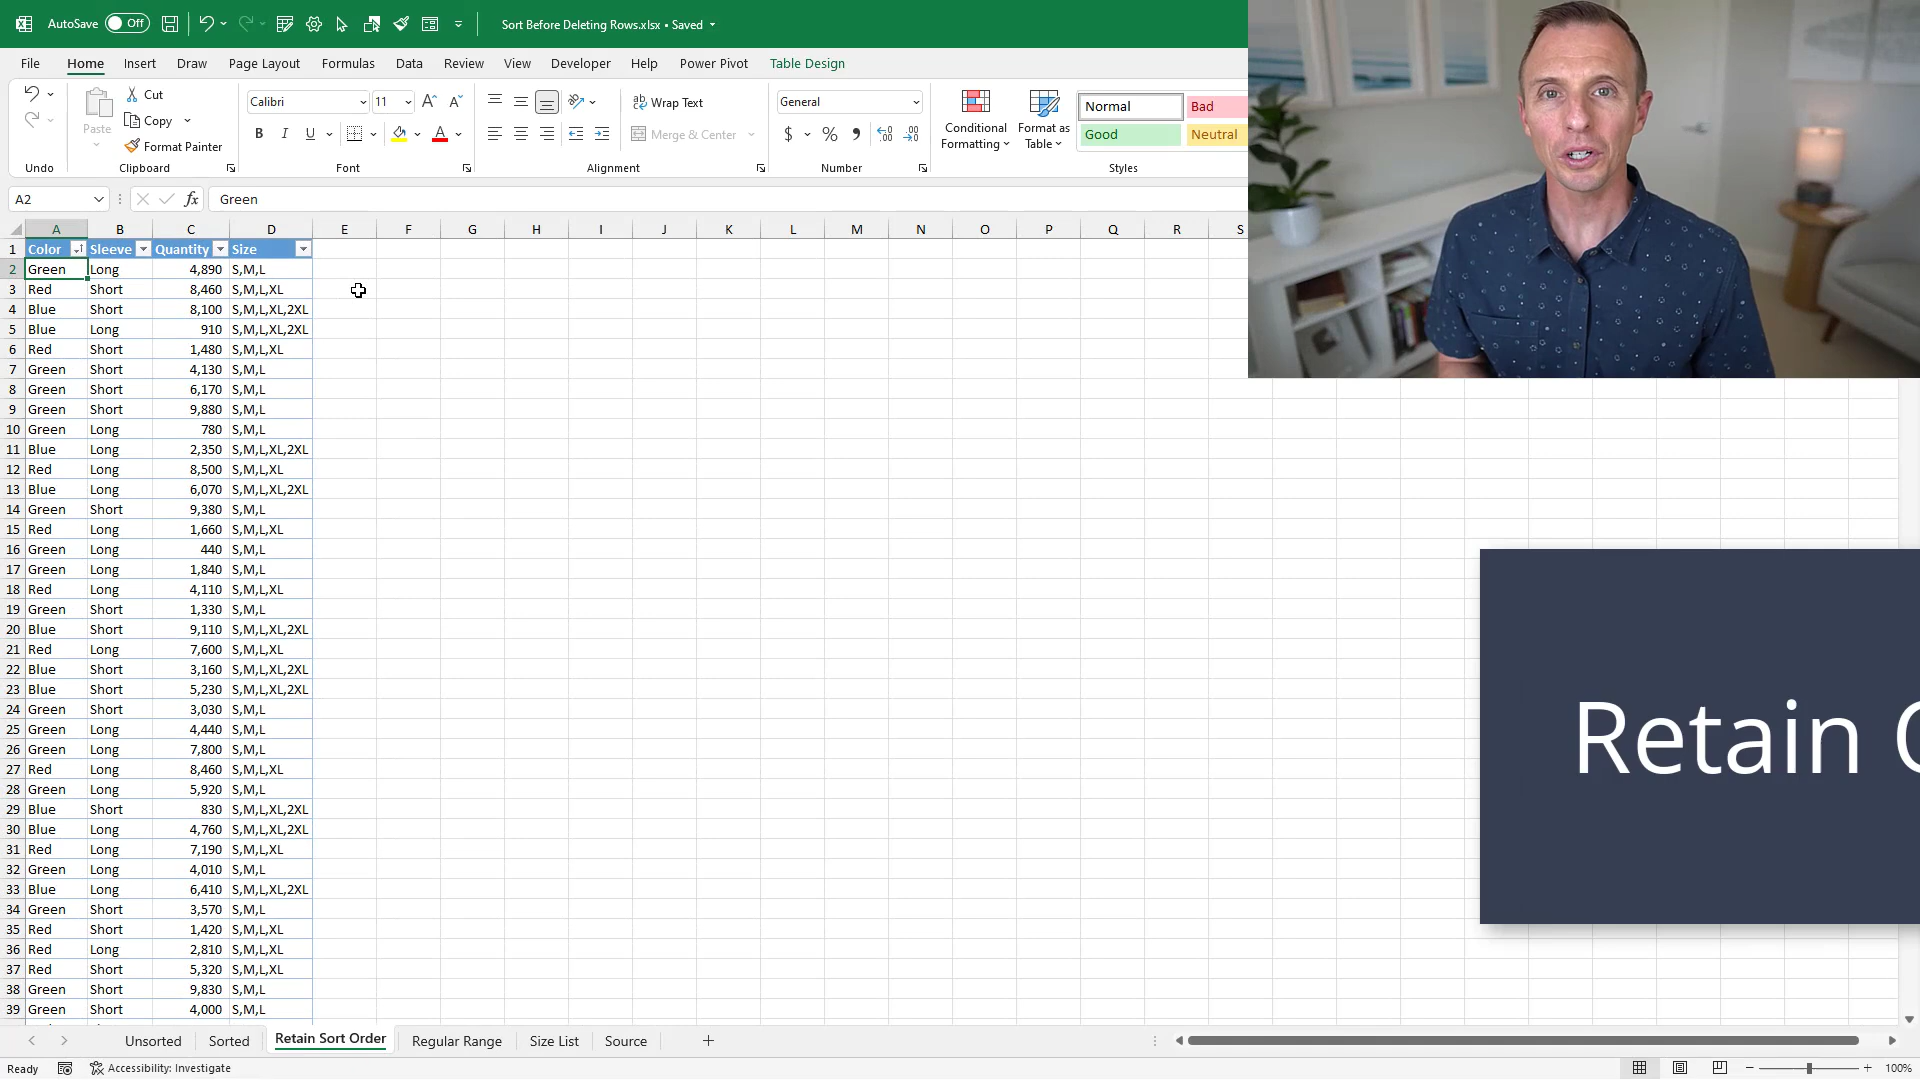 AutoSave Off Sort Before Deleting Rows.xlsx • Saved
File Home Insert Draw Page Layout Formulas Data Review View Developer Help Power Pivot Table Design
Cut
Copy
Format Painter
Paste
Calibri 11
B I U A
Wrap Text
Merge & Center
General
$ % 9
Conditional Formatting
Format as Table
Normal Bad
Good Neutral
Undo Clipboard Font Alignment Number Styles
A2 fx Green
A B C D E F G H I J K L M N O P Q R S
1 Color Sleeve Quantity Size
2 Green Long 4,890 S,M,L
3 Red Short 8,460 S,M,L,XL
4 Blue Short 8,100 S,M,L,XL,2XL
5 Blue Long 910 S,M,L,XL,2XL
6 Red Short 1,480 S,M,L,XL
7 Green Short 4,130 S,M,L
8 Green Short 6,170 S,M,L
9 Green Short 9,880 S,M,L
10 Green Long 780 S,M,L
11 Blue Long 2,350 S,M,L,XL,2XL
12 Red Long 8,500 S,M,L,XL
13 Blue Long 6,070 S,M,L,XL,2XL
14 Green Short 9,380 S,M,L
15 Red Long 1,660 S,M,L,XL
16 Green Long 440 S,M,L
17 Green Long 1,840 S,M,L
18 Red Long 4,110 S,M,L,XL
19 Green Short 1,330 S,M,L
20 Blue Short 9,110 S,M,L,XL,2XL
21 Red Long 7,600 S,M,L,XL
22 Blue Short 3,160 S,M,L,XL,2XL
23 Blue Short 5,230 S,M,L,XL,2XL
24 Green Short 3,030 S,M,L
25 Green Long 4,440 S,M,L
26 Green Long 7,800 S,M,L
27 Red Long 8,460 S,M,L,XL
28 Green Long 5,920 S,M,L
29 Blue Short 830 S,M,L,XL,2XL
30 Blue Long 4,760 S,M,L,XL,2XL
31 Red Long 7,190 S,M,L,XL
32 Green Long 4,010 S,M,L
33 Blue Long 6,410 S,M,L,XL,2XL
34 Green Short 3,570 S,M,L
35 Red Short 1,420 S,M,L,XL
36 Red Long 2,810 S,M,L,XL
37 Red Short 5,320 S,M,L,XL
38 Green Short 9,830 S,M,L
39 Green Short 4,000 S,M,L
Retain
Unsorted Sorted Retain Sort Order Regular Range Size List Source
Ready Accessibility: Investigate 100%